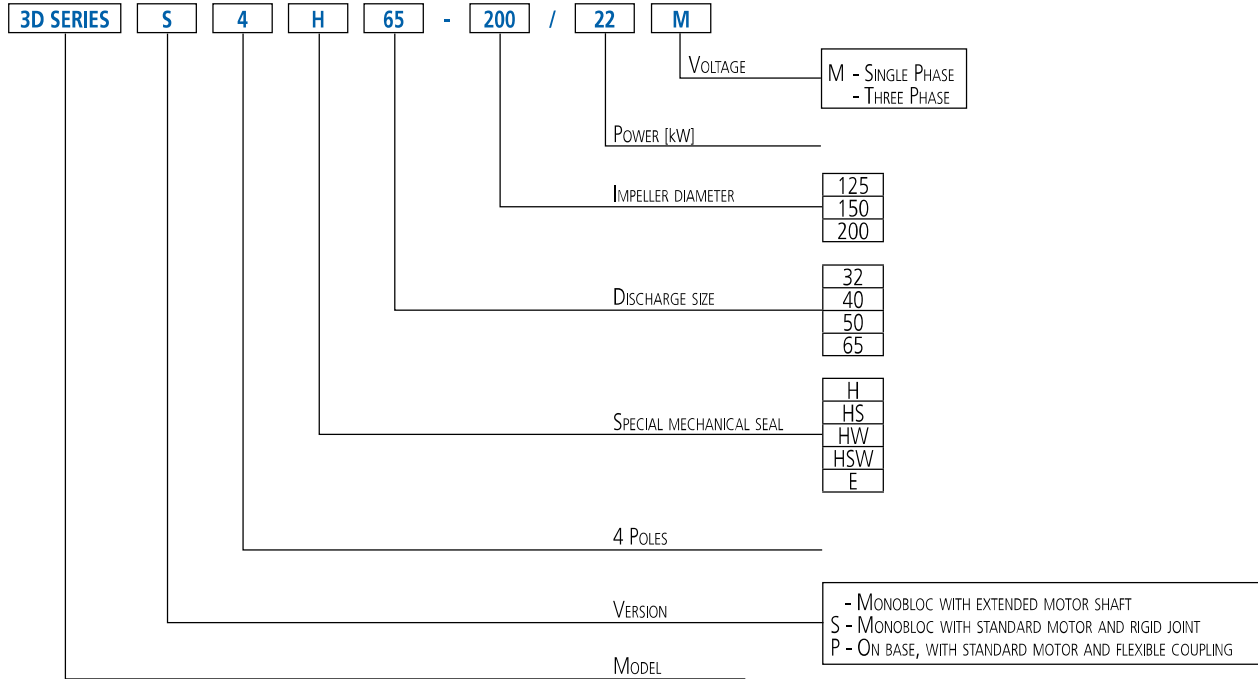 3D SERIES S 4 H 65 - 200 / 22 M
VOLTAGE
M - SINGLE PHASE
- THREE PHASE
POWER [kW]
IMPELLER DIAMETER
125
150
200
DISCHARGE SIZE
32
40
50
65
SPECIAL MECHANICAL SEAL
H
HS
HW
HSW
E
4 POLES
VERSION
- MONOBLOC WITH EXTENDED MOTOR SHAFT
S - MONOBLOC WITH STANDARD MOTOR AND RIGID JOINT
P - ON BASE, WITH STANDARD MOTOR AND FLEXIBLE COUPLING
MODEL